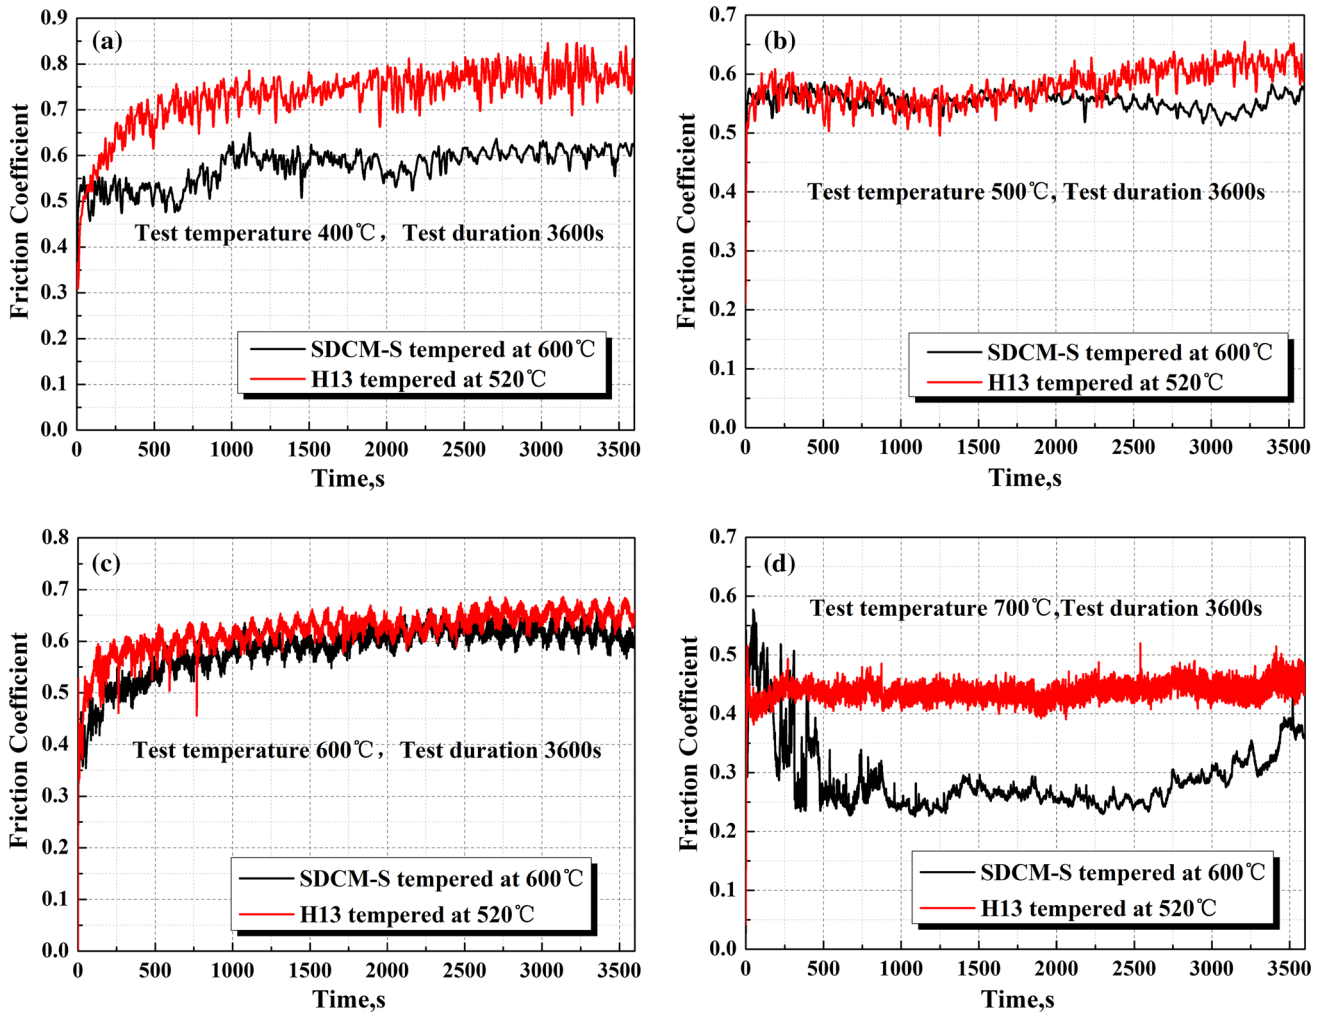 (a)
0.9
0.8
0.7
0.6
0.5
0.4
0.3
0.2
0.1
0.0
Friction Coefficient
Test temperature 400℃， Test duration 3600s
SDCM-S tempered at 600℃
H13 tempered at 520℃
0 500 1000 1500 2000 2500 3000 3500
Time,s
(b)
0.7
0.6
0.5
0.4
0.3
0.2
0.1
0.0
Friction Coefficient
Test temperature 500℃, Test duration 3600s
SDCM-S tempered at 600℃
H13 tempered at 520℃
0 500 1000 1500 2000 2500 3000 3500
Time,s
(c)
0.8
0.7
0.6
0.5
0.4
0.3
0.2
0.1
0.0
Friction Coefficient
Test temperature 600℃， Test duration 3600s
SDCM-S tempered at 600℃
H13 tempered at 520℃
0 500 1000 1500 2000 2500 3000 3500
Time,s
(d)
0.7
0.6
0.5
0.4
0.3
0.2
0.1
0.0
Friction Coefficient
Test temperature 700℃,Test duration 3600s
SDCM-S tempered at 600℃
H13 tempered at 520℃
0 500 1000 1500 2000 2500 3000 3500
Time,s